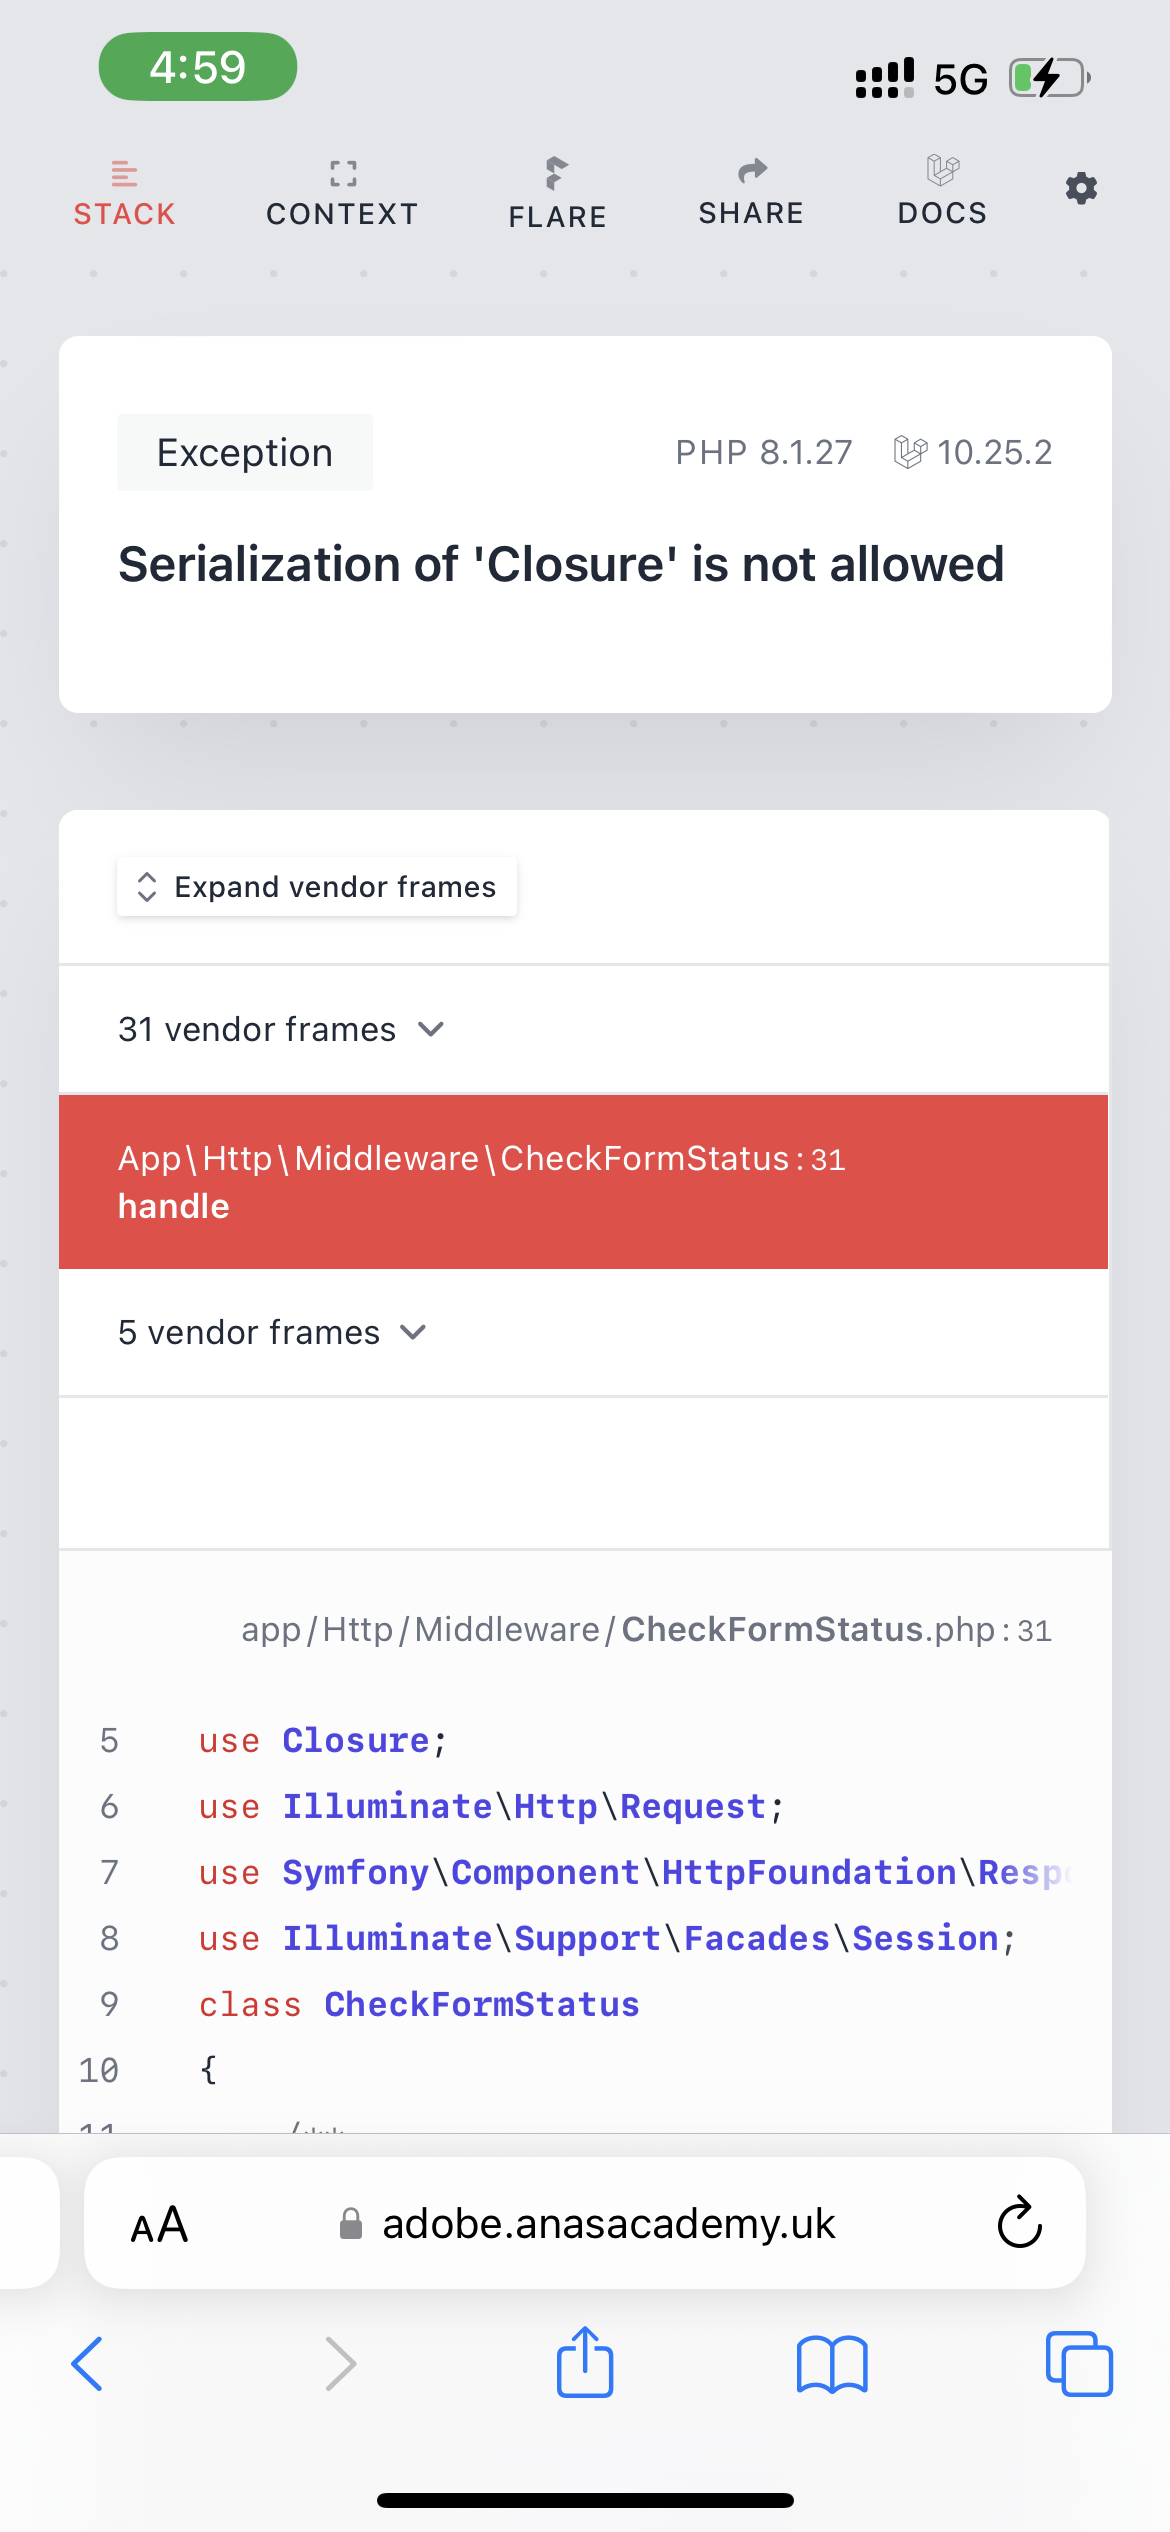 4:59
5G
STACK CONTEXT FLARE SHARE DOCS
Exception
PHP 8.1.27 10.25.2
Serialization of 'Closure' is not allowed
Expand vendor frames
31 vendor frames
App\Http\Middleware\CheckFormStatus:31
handle
5 vendor frames
app/Http/Middleware/CheckFormStatus.php:31
5 use Closure;
6 use Illuminate\Http\Request;
7 use Symfony\Component\HttpFoundation\Resp
8 use Illuminate\Support\Facades\Session;
9 class CheckFormStatus
10 {
11 /**
AA adobe.anasacademy.uk